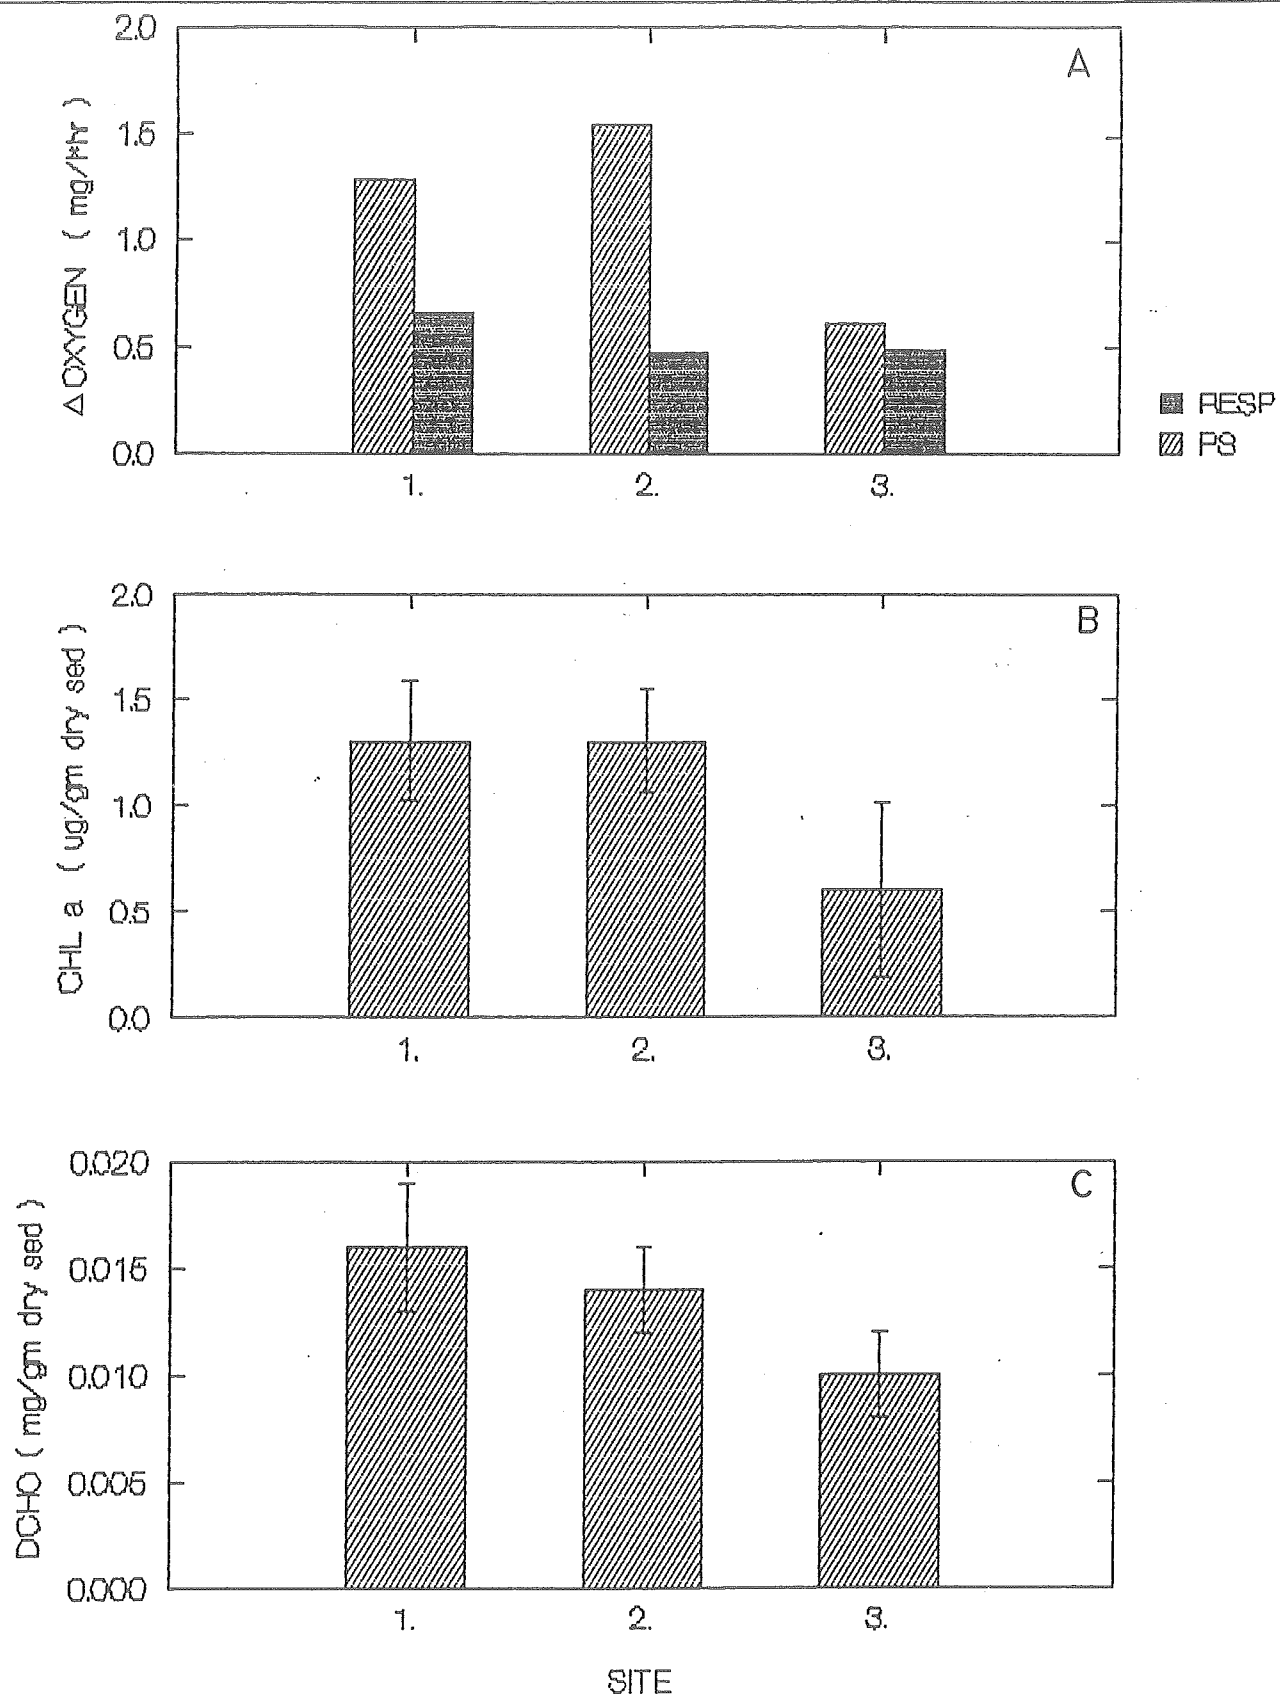 A
2.0
1.5
1.0
0.5
0.0
Δ OXYGEN ( mg/l*hr )
1. 2. 3.
RESP
PS
B
2.0
1.5
1.0
0.5
0.0
CHL a ( ug/gm dry sed )
1. 2. 3.
C
0.020
0.015
0.010
0.005
0.000
DCHO ( mg/gm dry sed )
1. 2. 3.
SITE